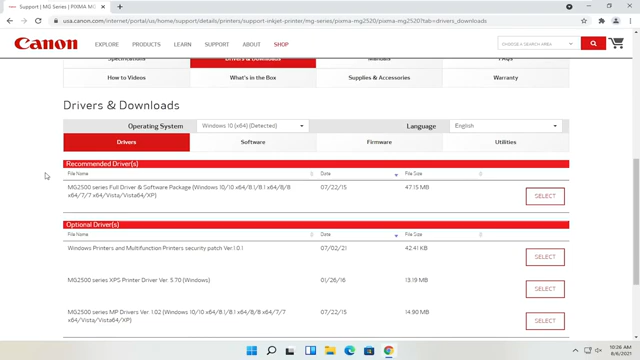 Support | MG Series | PIXMA M
usa.canon.com/internet/portal/us/home/support/details/printers/support-inkjet-printer/mg-series/pixma-mg2520/pixma-mg2520?tab=drivers_downloads
Canon EXPLORE PRODUCTS LEARN SUPPORT ABOUT SHOP CHOOSE A SEARCH AREA
Specifications Drivers & Downloads Manuals FAQs
How to Videos What's in the Box Supplies & Accessories Warranty
Drivers & Downloads
Operating System Windows 10 (x64) (Detected) Language English
Drivers Software Firmware Utilities
Recommended Driver(s)
File Name Date File Size
MG2500 series Full Driver & Software Package (Windows 10/10 x64/8.1/8.1 x64/8/8 07/22/15 47.15 MB SELECT
x64/7/7 x64/Vista/Vista64/XP)
Optional Driver(s)
File Name Date File Size
Windows Printers and Multifunction Printers security patch Ver.1.0.1 07/02/21 42.41 KB SELECT
MG2500 series XPS Printer Driver Ver. 5.70 (Windows) 01/26/16 13.19 MB SELECT
MG2500 series MP Drivers Ver. 1.02 (Windows 10/10 x64/8.1/8.1 x64/8/8 x64/7/7 07/22/15 14.90 MB SELECT
x64/Vista/Vista64/XP)
10:26 AM
8/6/2021